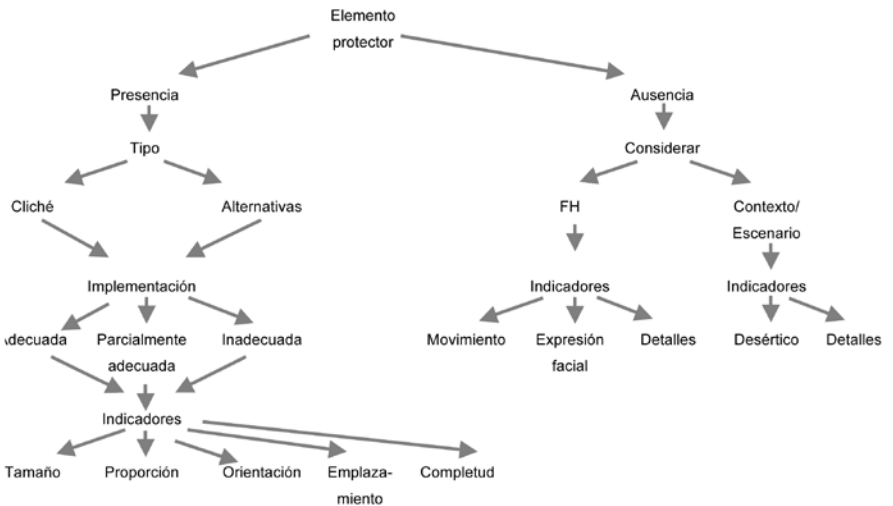 Elemento
protector
Presencia
Ausencia
Tipo
Considerar
Cliché
Alternativas
FH
Contexto/
Escenario
Implementación
Indicadores
Indicadores
Adecuada
Parcialmente
adecuada
Inadecuada
Movimiento
Expresión
facial
Detalles
Desértico
Detalles
Indicadores
Tamaño
Proporción
Orientación
Emplaza-
miento
Completud